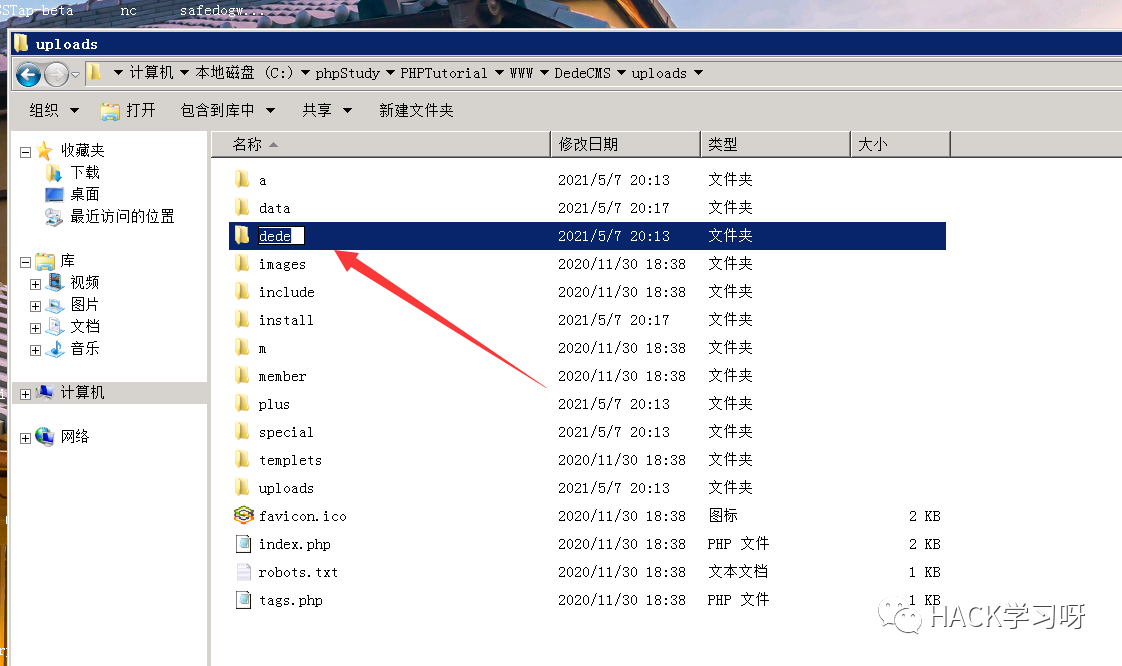 STap-beta nc safedogw...
uploads
计算机 本地磁盘 (C:) phpStudy PHPTutorial WWW DedeCMS uploads
组织 打开 包含到库中 共享 新建文件夹
名称 修改日期 类型 大小
收藏夹
下载
桌面
最近访问的位置
库
视频
图片
文档
音乐
计算机
网络
a 2021/5/7 20:13 文件夹
data 2021/5/7 20:17 文件夹
dede 2021/5/7 20:13 文件夹
images 2020/11/30 18:38 文件夹
include 2020/11/30 18:38 文件夹
install 2021/5/7 20:17 文件夹
m 2020/11/30 18:38 文件夹
member 2020/11/30 18:38 文件夹
plus 2021/5/7 20:13 文件夹
special 2021/5/7 20:13 文件夹
templets 2020/11/30 18:38 文件夹
uploads 2021/5/7 20:13 文件夹
favicon.ico 2020/11/30 18:38 图标 2 KB
index.php 2020/11/30 18:38 PHP 文件 2 KB
robots.txt 2020/11/30 18:38 文本文档 1 KB
tags.php 2020/11/30 18:38 PHP 文件 1 KB
HACK学习呀